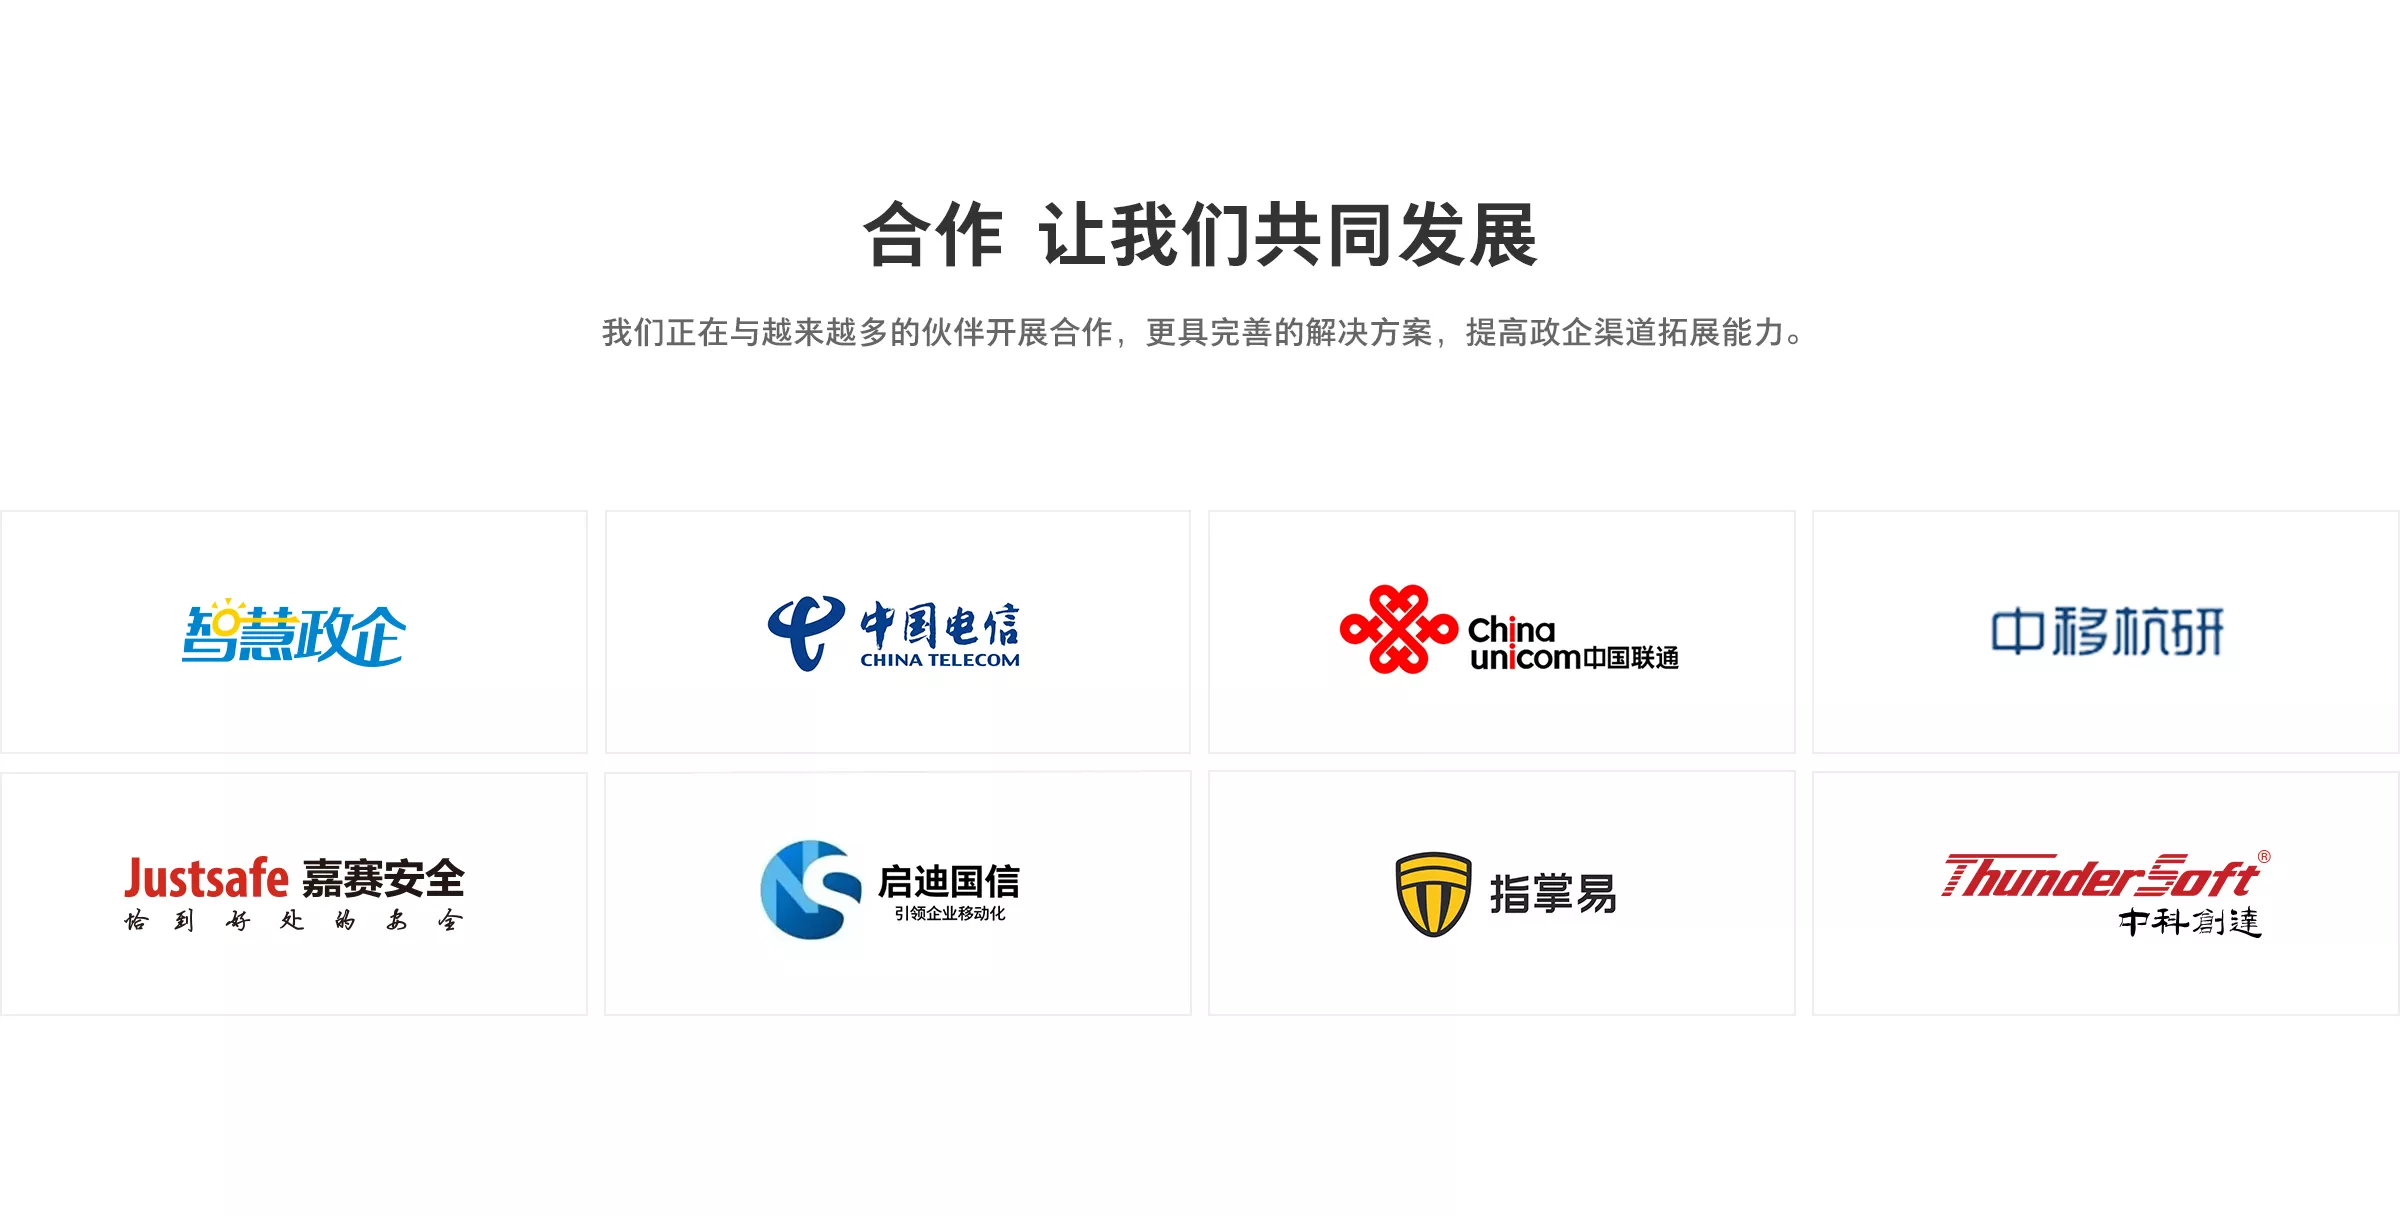 合作 让我们共同发展
我们正在与越来越多的伙伴开展合作，更具完善的解决方案，提高政企渠道拓展能力。
智慧政企
中国电信
CHINA TELECOM
China
unicom中国联通
中移杭研
Justsafe 嘉赛安全
恰到好处的安全
NS
启迪国信
引领企业移动化
指掌易
ThunderSoft®
中科創達